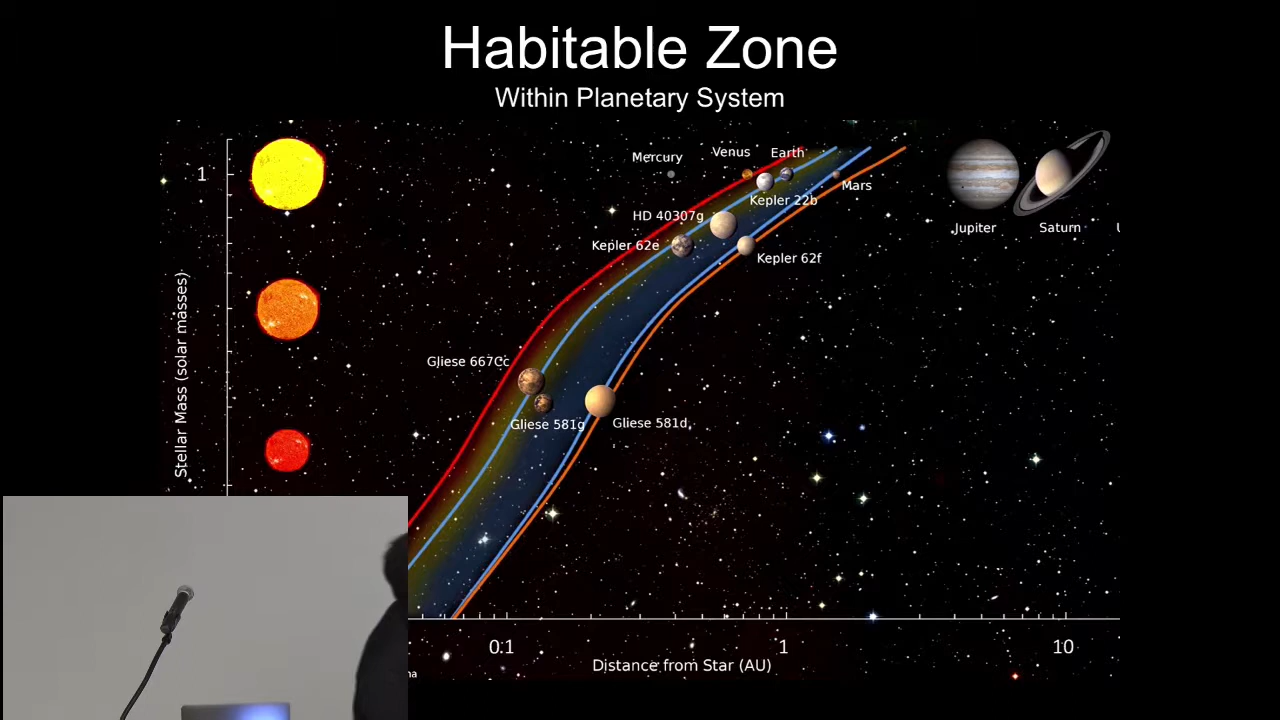 Habitable Zone
Within Planetary System
Mercury
Venus
Earth
1
Mars
Kepler 22b
HD 40307g
Jupiter
Saturn
U
Kepler 62e
Kepler 62f
Stellar Mass (solar masses)
Gliese 667Cc
Gliese 581g
Gliese 581d
0.1
1
10
Distance from Star (AU)
na